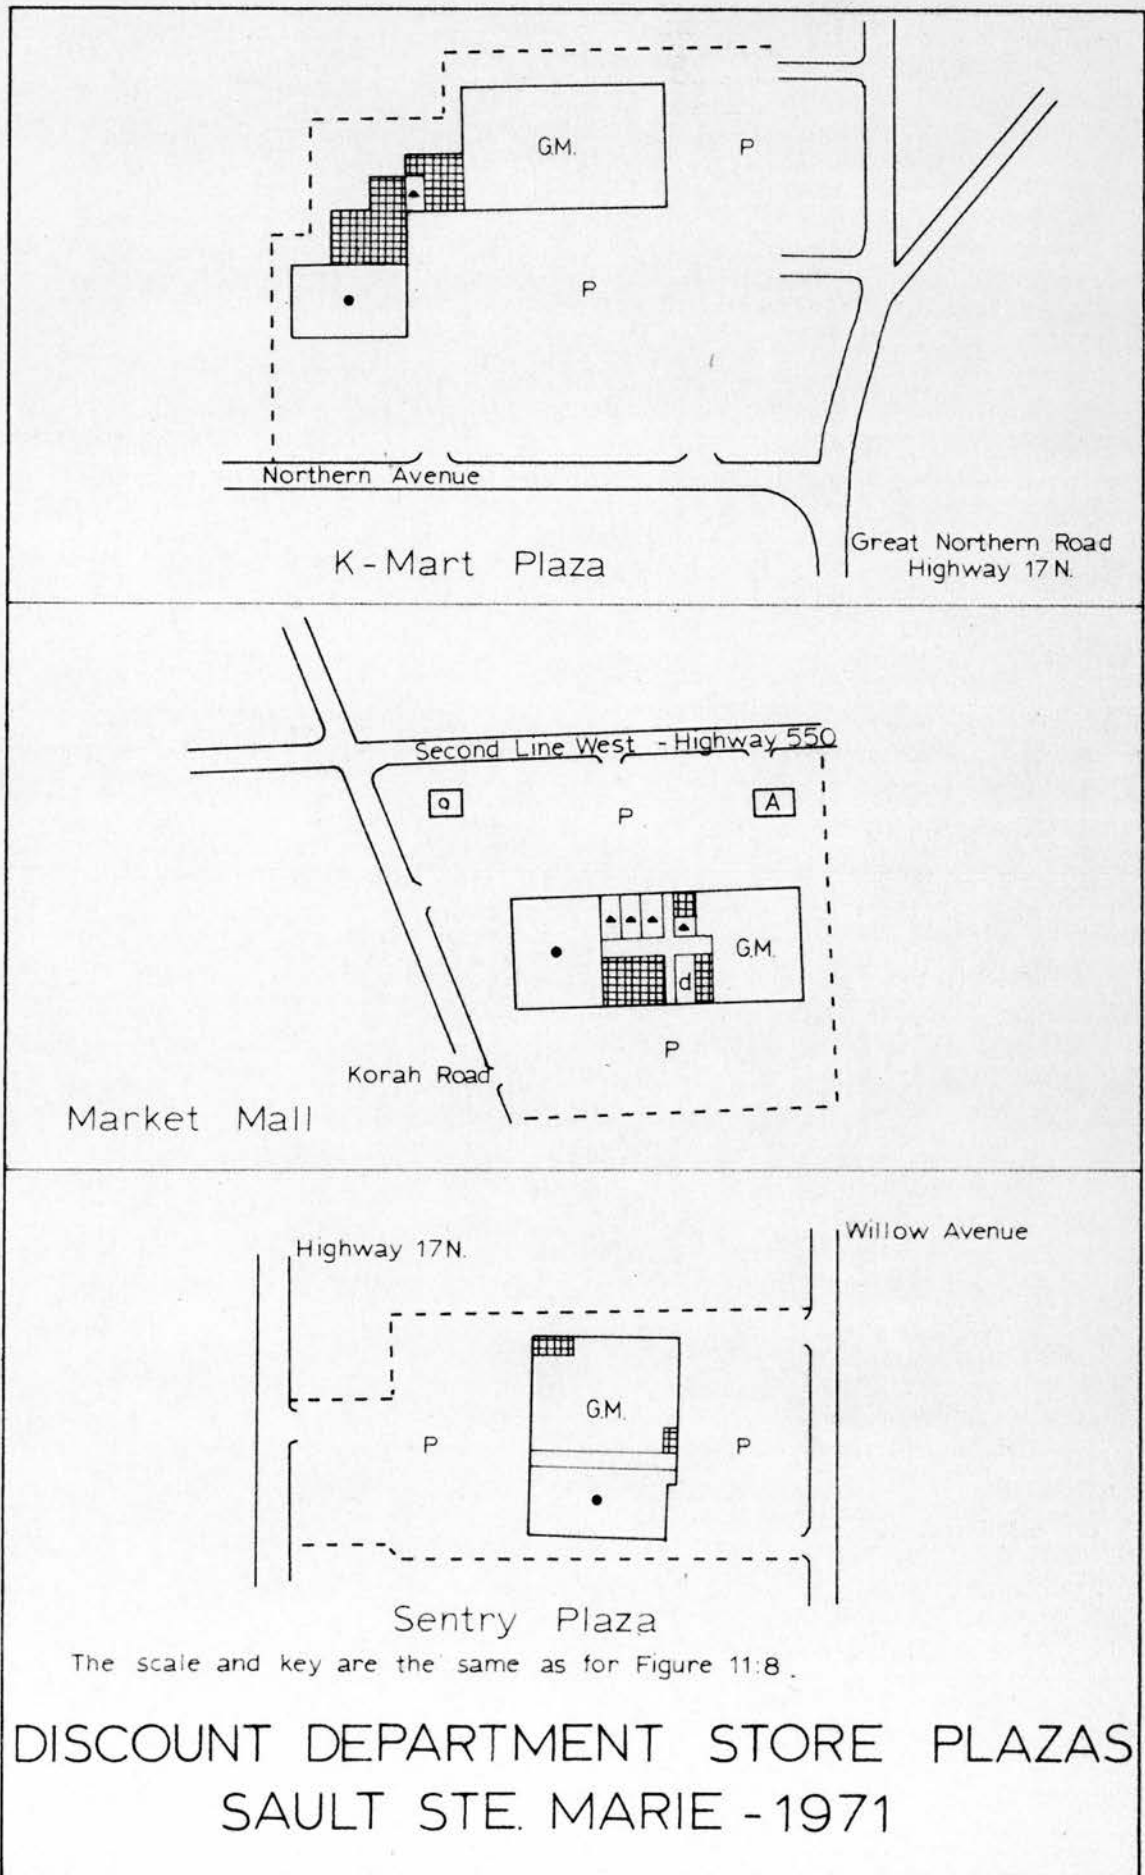 G.M.
P
P
Northern Avenue
K-Mart Plaza
Great Northern Road
Highway 17N.
Second Line West - Highway 550
a
A
P
G.M.
d
P
Korah Road
Market Mall
Highway 17N.
Willow Avenue
G.M.
P
P
Sentry Plaza
The scale and key are the same as for Figure 11:8.
DISCOUNT DEPARTMENT STORE PLAZAS
SAULT STE. MARIE - 1971